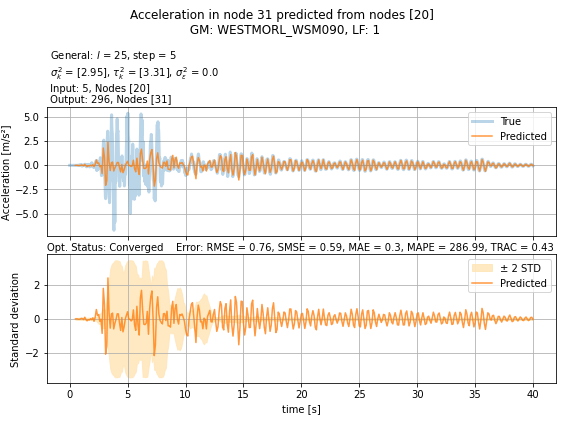 Acceleration in node 31 predicted from nodes [20]
GM: WESTMORL_WSM090, LF: 1
General: l = 25, step = 5
σ²ₖ = [2.95], τ²ₖ = [3.31], σ²ε = 0.0
Input: 5, Nodes [20]
Output: 296, Nodes [31]
Acceleration [m/s²]
5.0
2.5
0.0
−2.5
−5.0
True
Predicted
Opt. Status: Converged Error: RMSE = 0.76, SMSE = 0.59, MAE = 0.3, MAPE = 286.99, TRAC = 0.43
Standard deviation
2
0
−2
± 2 STD
Predicted
0 5 10 15 20 25 30 35 40
time [s]